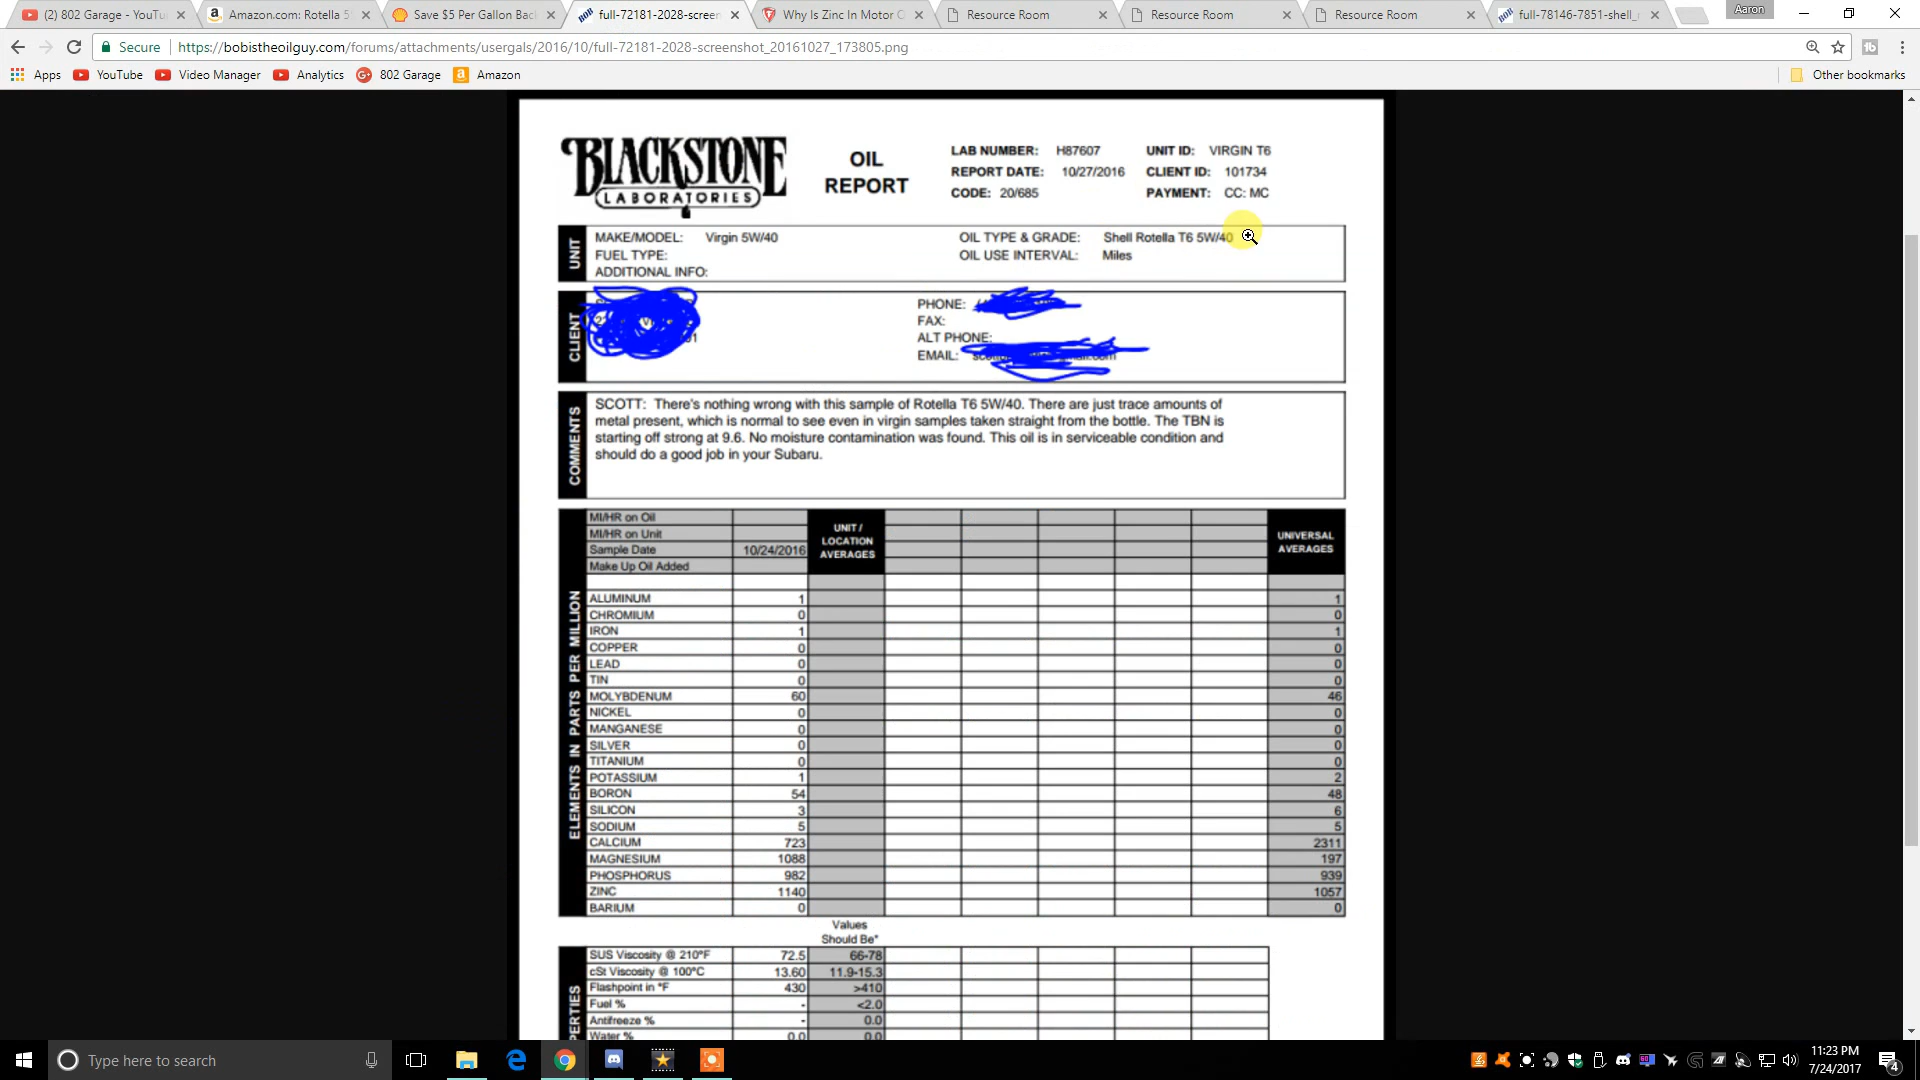 (2) 802 Garage - YouTu
Amazon.com: Rotella 5
Save $5 Per Gallon Back
full-72181-2028-screen
Why Is Zinc In Motor O
Resource Room
Resource Room
Resource Room
full-78146-7851-shell_r
Aaron
Secure
https://bobistheoilguy.com/forums/attachments/usergals/2016/10/full-72181-2028-screenshot_20161027_173805.png
Apps YouTube Video Manager Analytics 802 Garage Amazon Other bookmarks
BLACKSTONE
LABORATORIES
OIL
REPORT
LAB NUMBER: H87607 UNIT ID: VIRGIN T6
REPORT DATE: 10/27/2016 CLIENT ID: 101734
CODE: 20/685 PAYMENT: CC: MC
UNIT
MAKE/MODEL: Virgin 5W/40 OIL TYPE & GRADE: Shell Rotella T6 5W/40
FUEL TYPE: OIL USE INTERVAL: Miles
ADDITIONAL INFO:
CLIENT
PHONE:
FAX:
ALT PHONE:
EMAIL:
COMMENTS
SCOTT: There's nothing wrong with this sample of Rotella T6 5W/40. There are just trace amounts of
metal present, which is normal to see even in virgin samples taken straight from the bottle. The TBN is
starting off strong at 9.6. No moisture contamination was found. This oil is in serviceable condition and
should do a good job in your Subaru.
MI/HR on Oil
MI/HR on Unit
Sample Date 10/24/2016
Make Up Oil Added
UNIT /
LOCATION
AVERAGES
UNIVERSAL
AVERAGES
ELEMENTS IN PARTS PER MILLION
ALUMINUM 1 1
CHROMIUM 0 0
IRON 1 1
COPPER 0 0
LEAD 0 0
TIN 0 0
MOLYBDENUM 60 46
NICKEL 0 0
MANGANESE 0 0
SILVER 0 0
TITANIUM 0 0
POTASSIUM 1 2
BORON 54 48
SILICON 3 6
SODIUM 5 5
CALCIUM 723 2311
MAGNESIUM 1088 197
PHOSPHORUS 982 939
ZINC 1140 1057
BARIUM 0 0
Values
Should Be*
PERTIES
SUS Viscosity @ 210°F 72.5 66-78
cSt Viscosity @ 100°C 13.60 11.9-15.3
Flashpoint in °F 430 >410
Fuel % - <2.0
Antifreeze % - 0.0
Water % 0.0 0.0
Type here to search
11:23 PM
7/24/2017
4